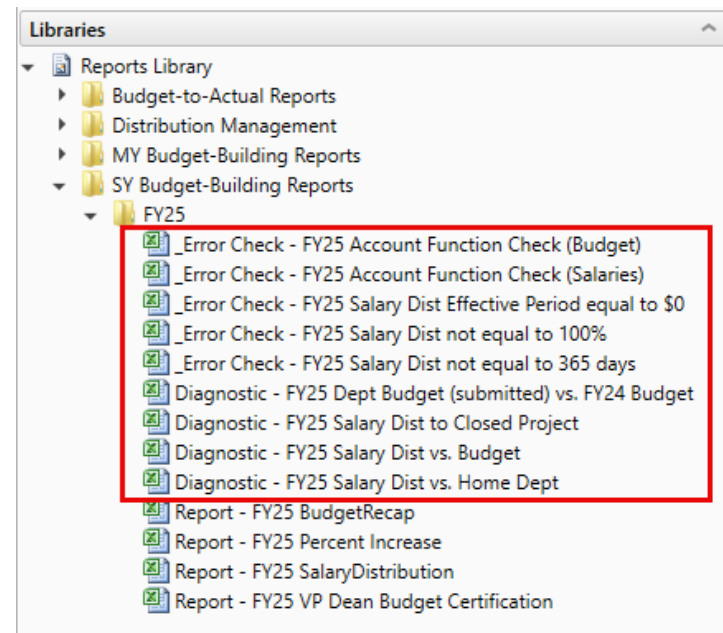 Libraries
Reports Library
Budget-to-Actual Reports
Distribution Management
MY Budget-Building Reports
SY Budget-Building Reports
FY25
_Error Check - FY25 Account Function Check (Budget)
_Error Check - FY25 Account Function Check (Salaries)
_Error Check - FY25 Salary Dist Effective Period equal to $0
_Error Check - FY25 Salary Dist not equal to 100%
_Error Check - FY25 Salary Dist not equal to 365 days
Diagnostic - FY25 Dept Budget (submitted) vs. FY24 Budget
Diagnostic - FY25 Salary Dist to Closed Project
Diagnostic - FY25 Salary Dist vs. Budget
Diagnostic - FY25 Salary Dist vs. Home Dept
Report - FY25 BudgetRecap
Report - FY25 Percent Increase
Report - FY25 SalaryDistribution
Report - FY25 VP Dean Budget Certification